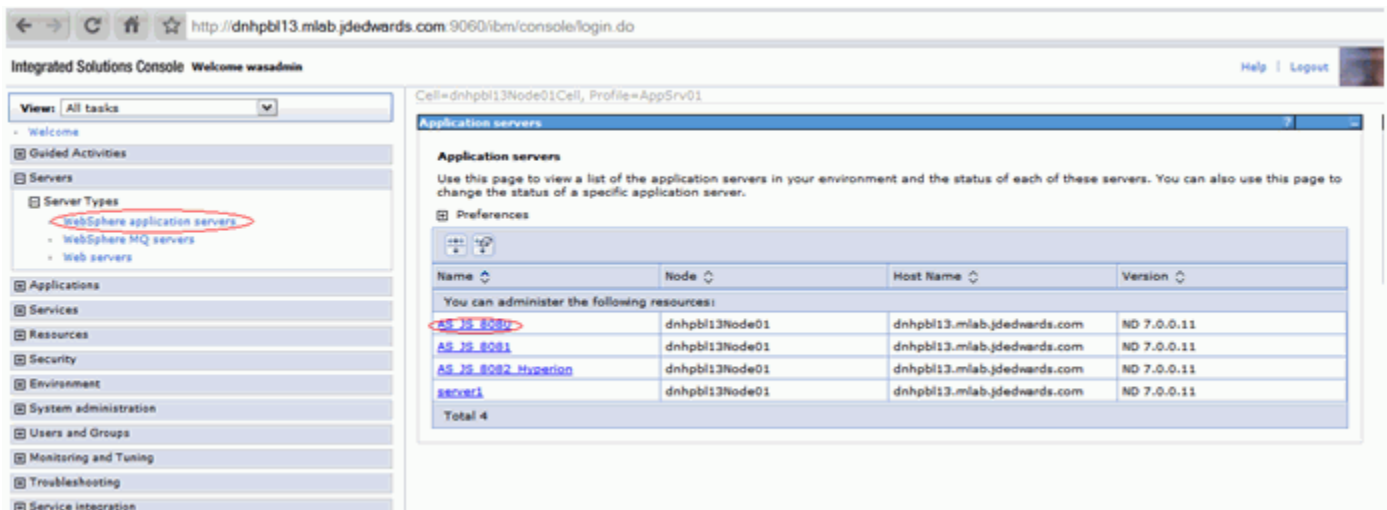 http://dnhpbl13.mlab.jdedwards.com:9060/ibm/console/login.do
Integrated Solutions Console Welcome wasadmin
Help | Logout
View: All tasks
Cell=dnhpbl13Node01Cell, Profile=AppSrv01
Welcome
Application servers ?
Guided Activities
Servers
Server Types
WebSphere application servers
WebSphere MQ servers
Web servers
Applications
Services
Resources
Security
Environment
System administration
Users and Groups
Monitoring and Tuning
Troubleshooting
Service integration
Application servers
Use this page to view a list of the application servers in your environment and the status of each of these servers. You can also use this page to
change the status of a specific application server.
Preferences
Name Node Host Name Version
You can administer the following resources:
AS_JS_8080 dnhpbl13Node01 dnhpbl13.mlab.jdedwards.com ND 7.0.0.11
AS_JS_8081 dnhpbl13Node01 dnhpbl13.mlab.jdedwards.com ND 7.0.0.11
AS_JS_8082_Hyperion dnhpbl13Node01 dnhpbl13.mlab.jdedwards.com ND 7.0.0.11
server1 dnhpbl13Node01 dnhpbl13.mlab.jdedwards.com ND 7.0.0.11
Total 4